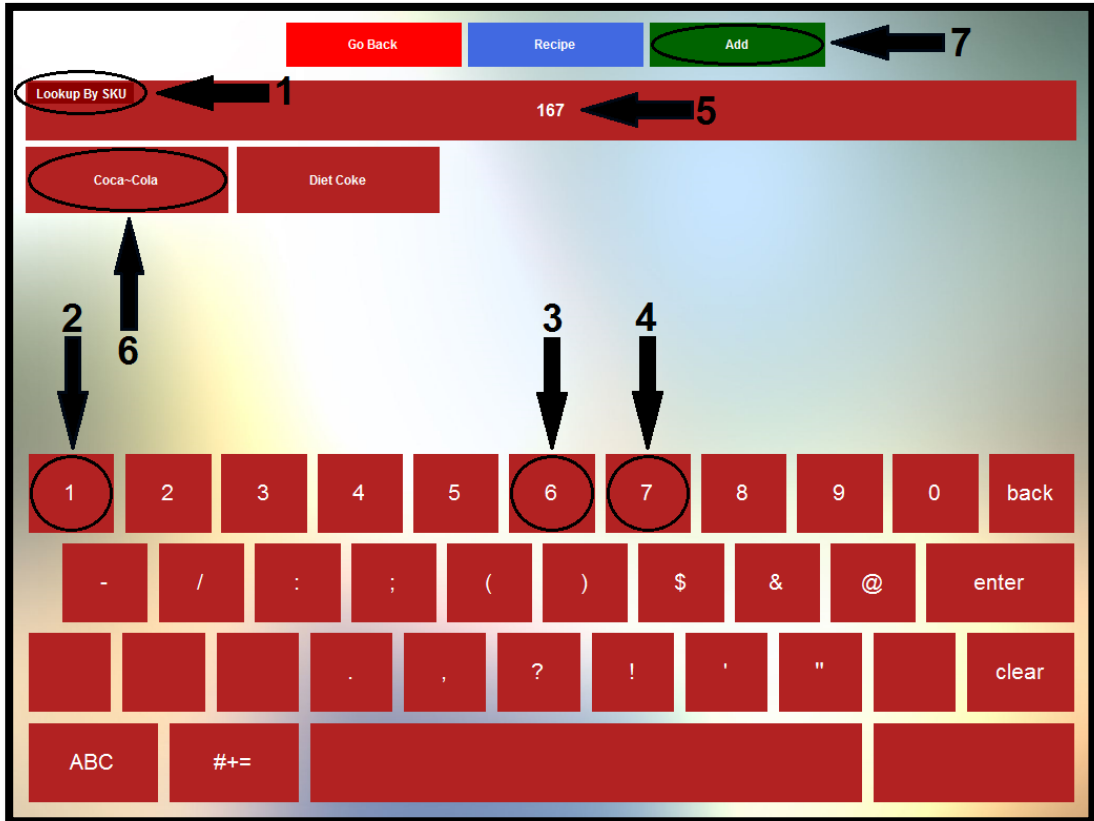 Go Back Recipe Add 7
Lookup By SKU 1
167 5
Coca~Cola Diet Coke
2 3 4
6
1 2 3 4 5 6 7 8 9 0 back
- / : ; ( ) $ & @ enter
. , ? ! ' " clear
ABC #+=